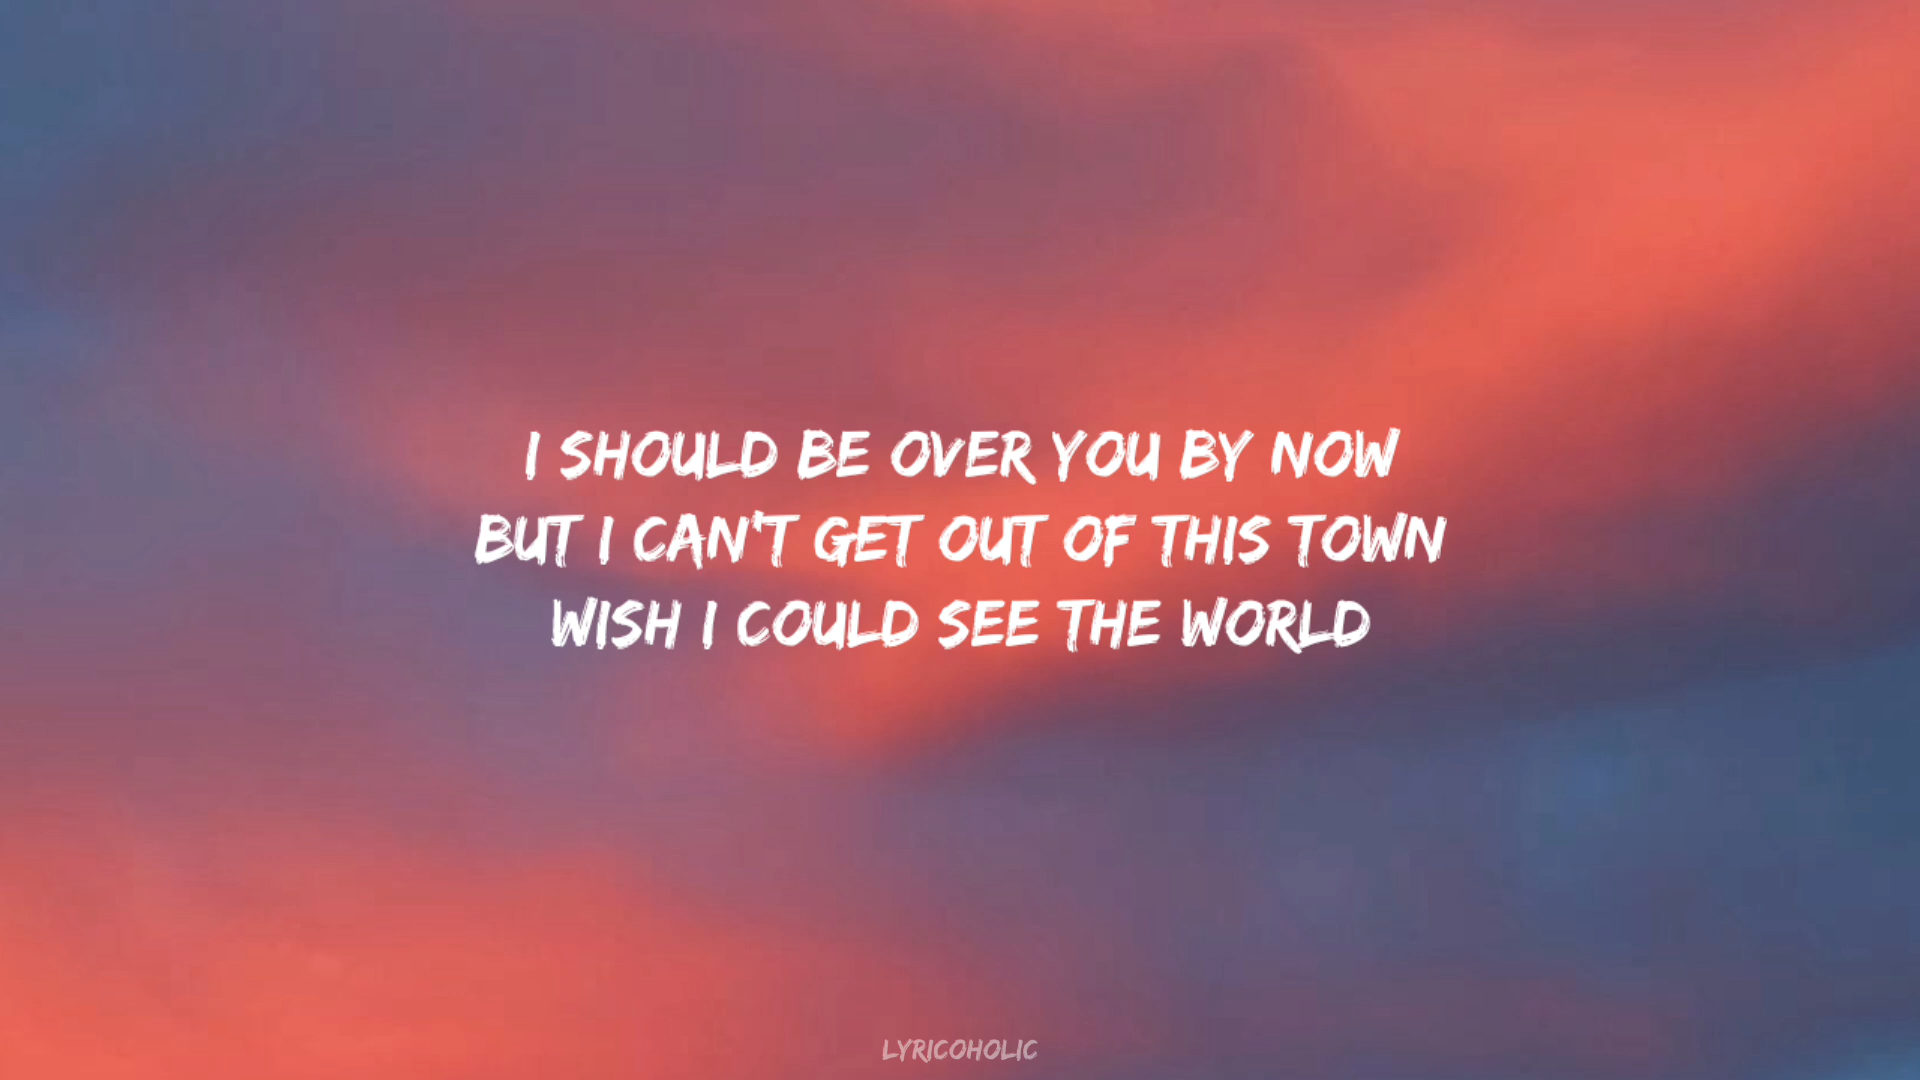 I SHOULD BE OVER YOU BY NOW
BUT I CAN'T GET OUT OF THIS TOWN
WISH I COULD SEE THE WORLD
LYRICOHOLIC